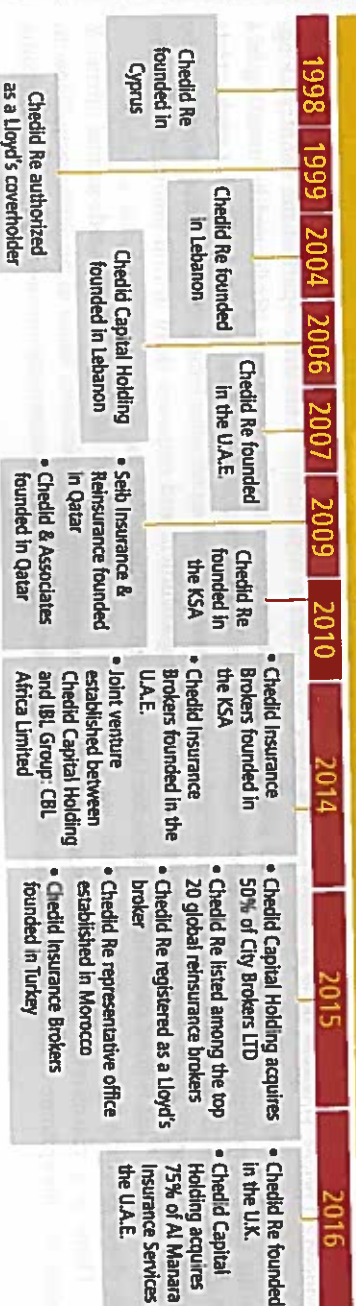 1998
Chedid Re
founded in
Cyprus
1999
Chedid Re authorized
as a Lloyd's coverholder
2004
Chedid Re founded
in Lebanon
2006
Chedid Capital Holding
founded in Lebanon
2007
Chedid Re founded
in the U.A.E.
2009
• Seib Insurance &
Reinsurance founded
in Qatar
• Chedid & Associates
founded in Qatar
2010
Chedid Re
founded in
the KSA
2014
• Chedid Insurance
Brokers founded in
the KSA
• Chedid Insurance
Brokers founded in the
U.A.E.
• Joint venture
established between
Chedid Capital Holding
and IBL Group: CBL
Africa Limited
2015
• Chedid Capital Holding acquires
50% of City Brokers LTD
• Chedid Re listed among the top
20 global reinsurance brokers
• Chedid Re registered as a Lloyd's
broker
• Chedid Re representative office
established in Morocco
• Chedid Insurance Brokers
founded in Turkey
2016
• Chedid Re founded
in the U.K.
• Chedid Capital
Holding acquires
75% of Al Manara
Insurance Services
the U.A.E.